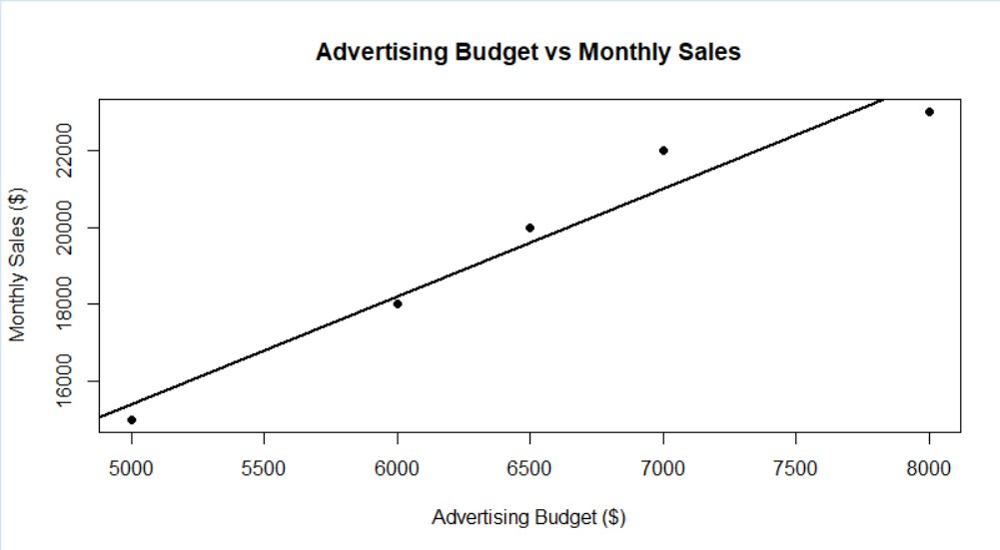 Advertising Budget vs Monthly Sales
Monthly Sales ($)
22000
20000
18000
16000
5000 5500 6000 6500 7000 7500 8000
Advertising Budget ($)